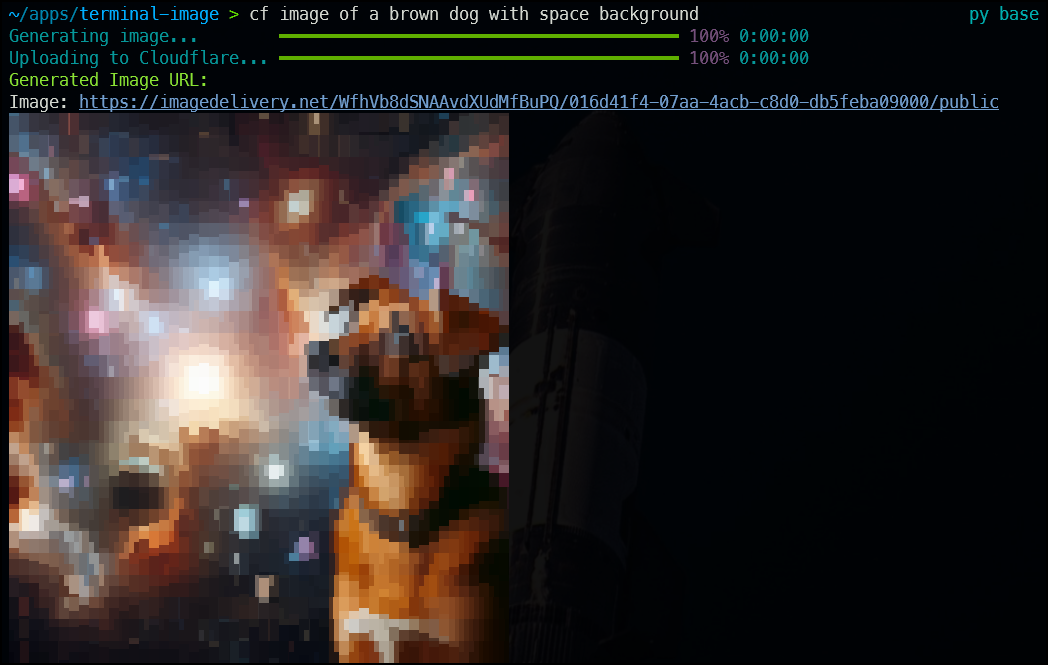 ~/apps/terminal-image > cf image of a brown dog with space background py base
Generating image... 100% 0:00:00
Uploading to Cloudflare... 100% 0:00:00
Generated Image URL:
Image: https://imagedelivery.net/WfhVb8dSNAAvdXUdMfBuPQ/016d41f4-07aa-4acb-c8d0-db5feba09000/public